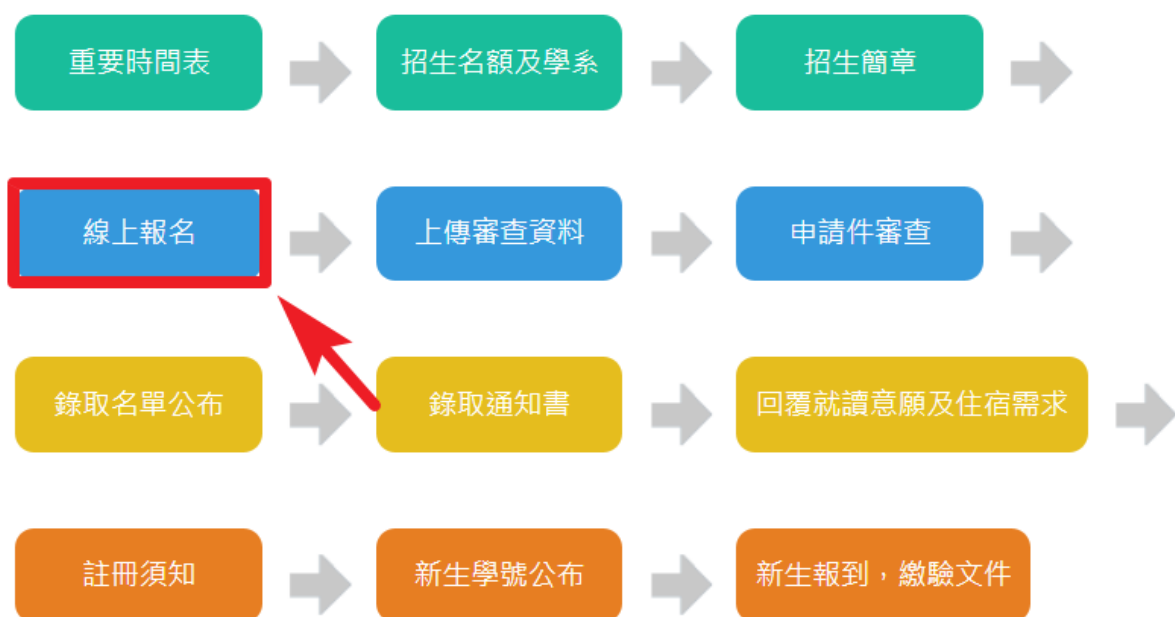 重要時間表
招生名額及學系
招生簡章
線上報名
上傳審查資料
申請件審查
錄取名單公布
錄取通知書
回覆就讀意願及住宿需求
註冊須知
新生學號公布
新生報到，繳驗文件